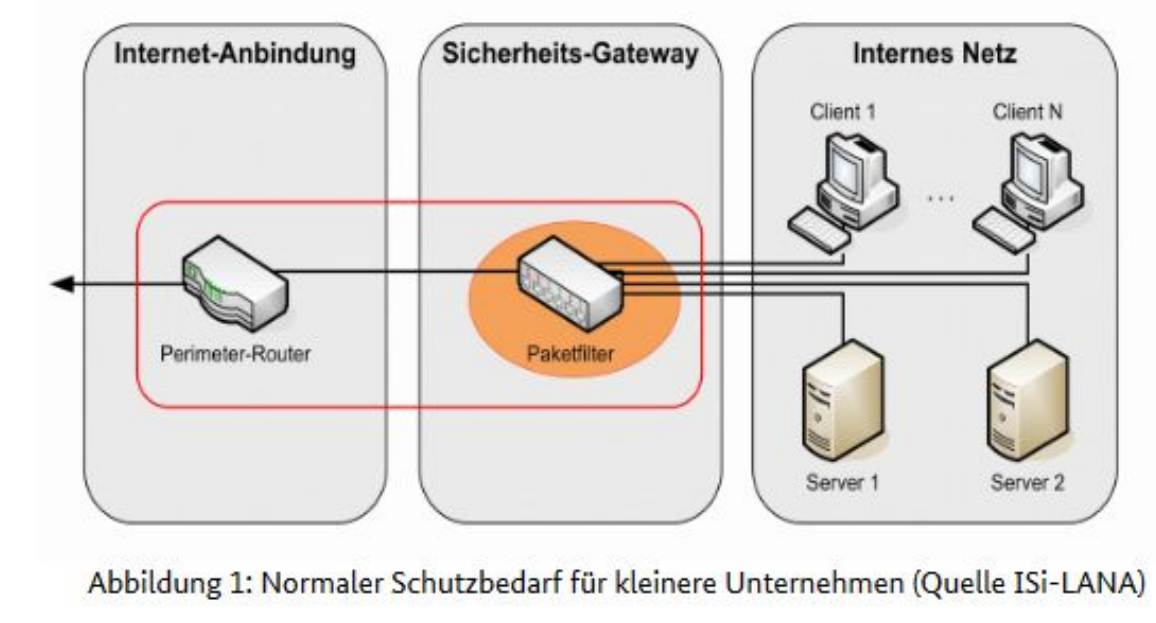 Internet-Anbindung
Sicherheits-Gateway
Internes Netz
Client 1
Client N
...
Perimeter-Router
Paketfilter
Server 1
Server 2
Abbildung 1: Normaler Schutzbedarf für kleinere Unternehmen (Quelle ISi-LANA)